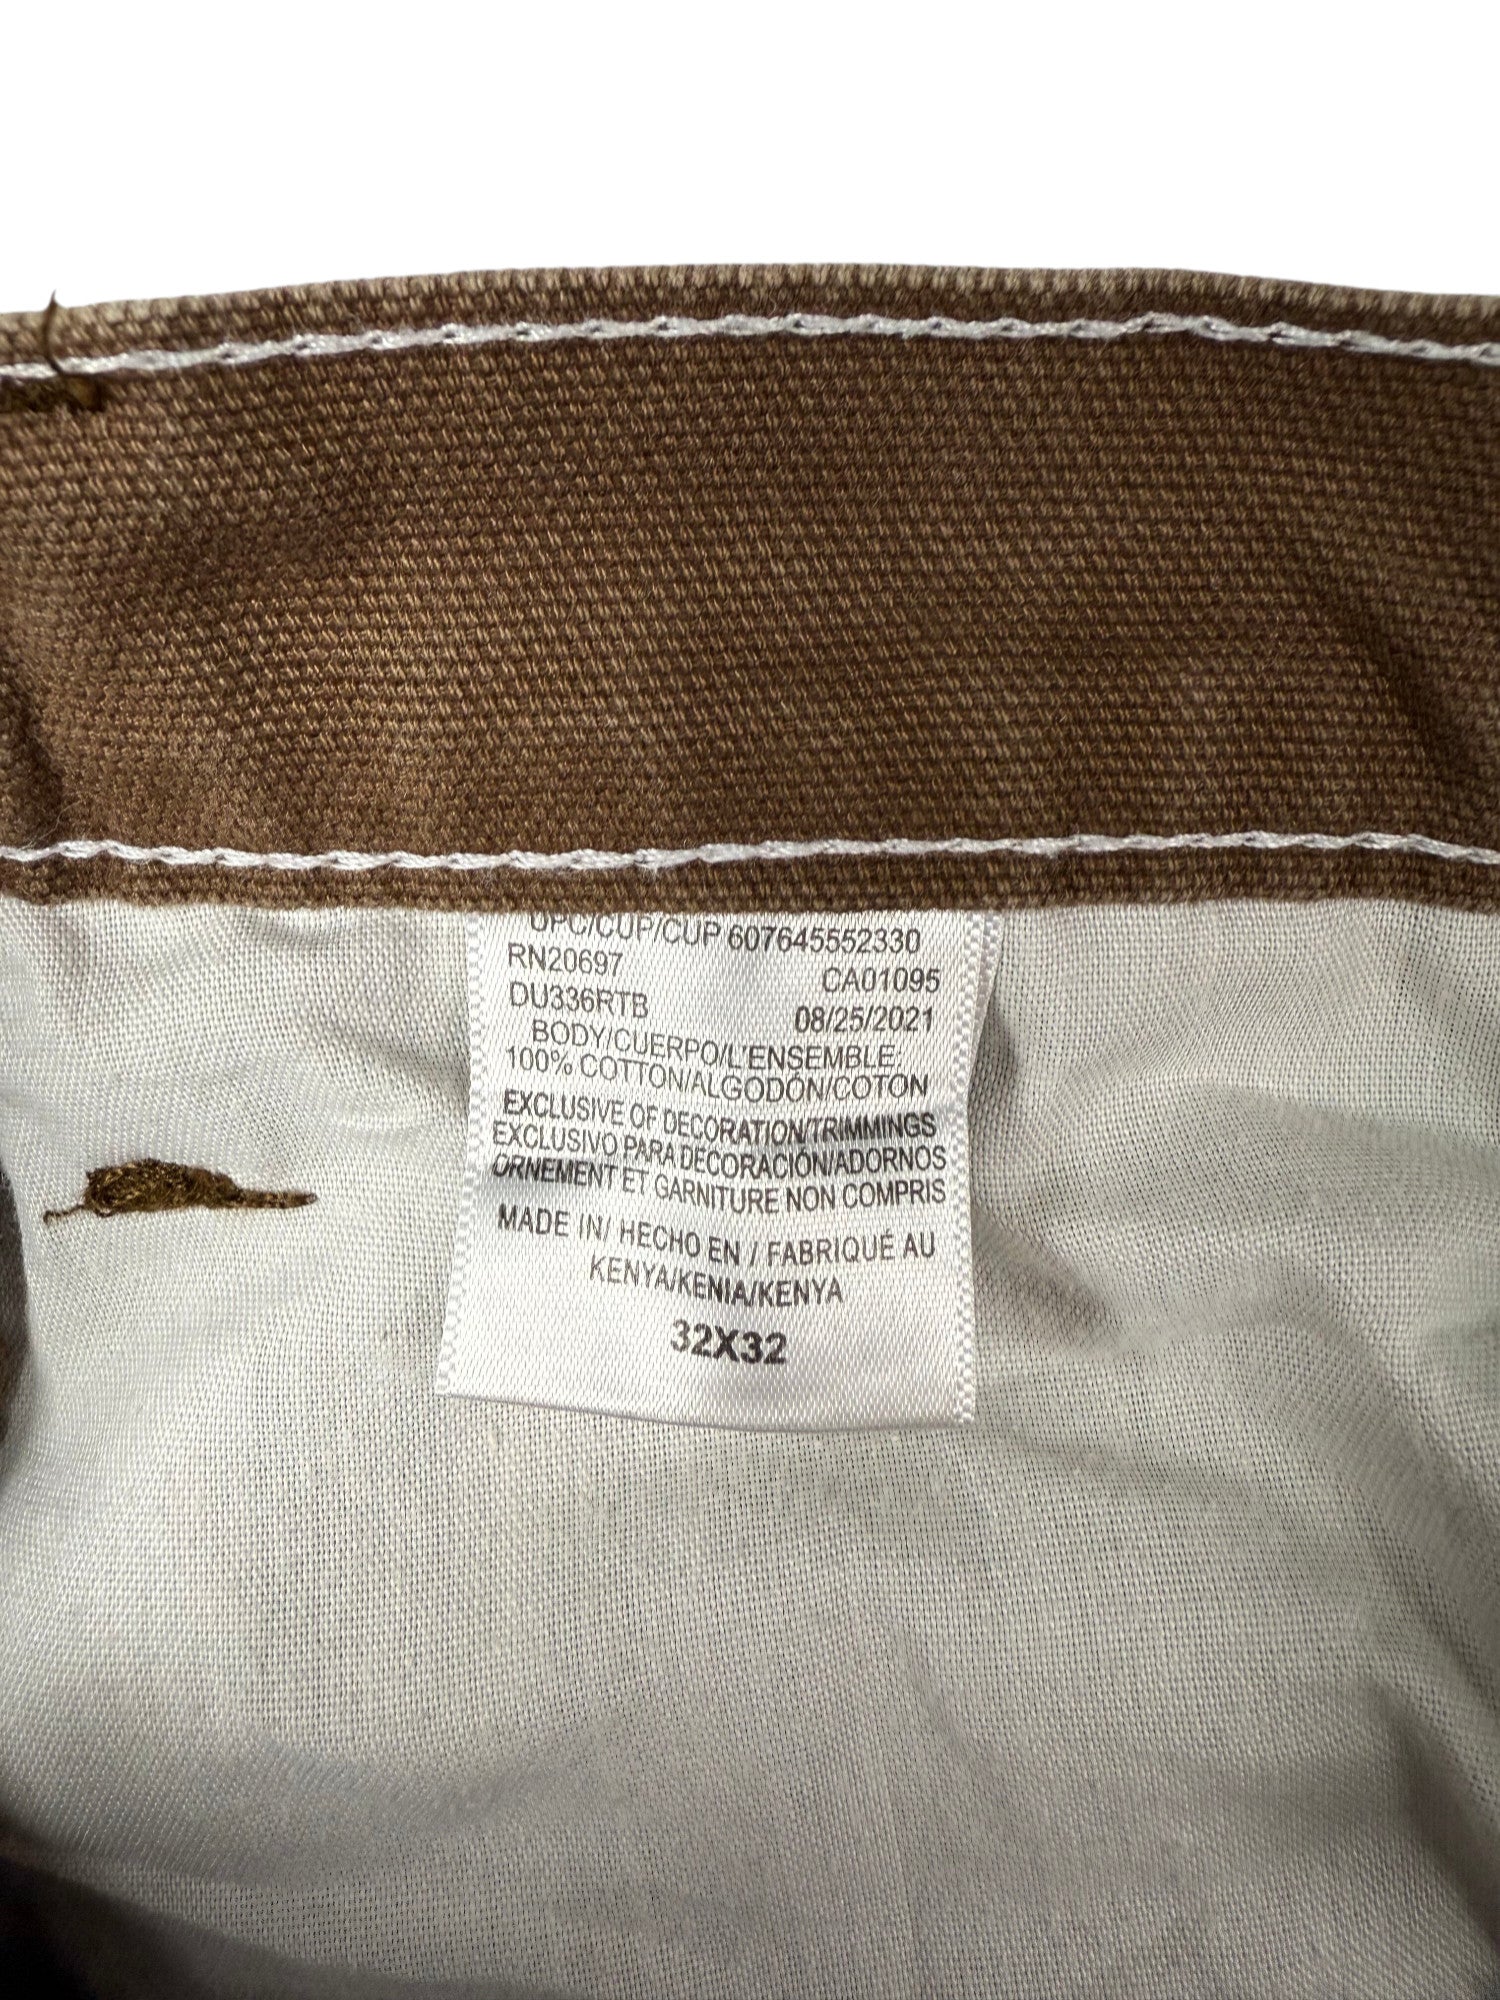 UPC/CUP/CUP 607645552330
RN20697 CA01095
DU336RTB 08/25/2021
BODY/CUERPO/L'ENSEMBLE:
100% COTTON/ALGODÓN/COTON
EXCLUSIVE OF DECORATION/TRIMMINGS
EXCLUSIVO PARA DECORACIÓN/ADORNOS
ORNEMENT ET GARNITURE NON COMPRIS
MADE IN/ HECHO EN / FABRIQUÉ AU
KENYA/KENIA/KENYA
32X32